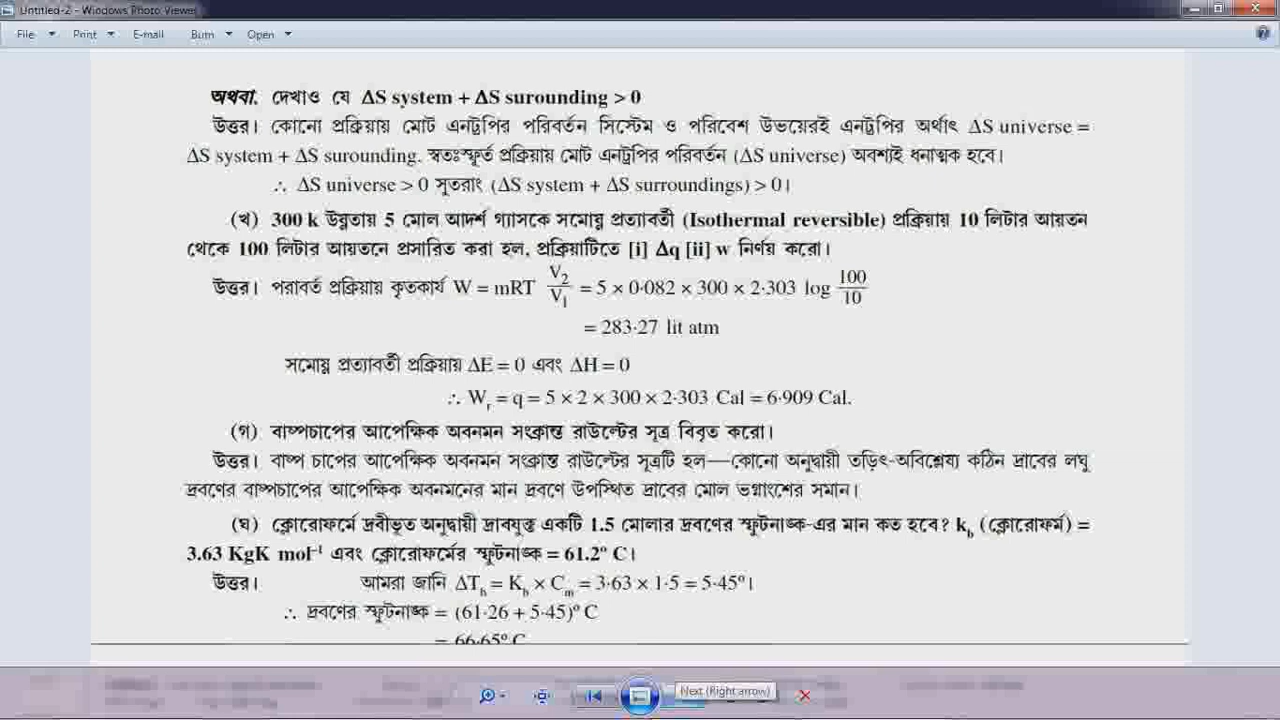 Untitled-2 - Windows Photo Viewer
File Print E-mail Burn Open
অথবা. দেখাও যে ΔS system + ΔS surounding > 0
উত্তর। কোনো প্রক্রিয়ায় মোট এনট্রপির পরিবর্তন সিস্টেম ও পরিবেশ উভয়েরই এনট্রপির অর্থাৎ ΔS universe =
ΔS system + ΔS surounding. স্বতঃস্ফূর্ত প্রক্রিয়ায় মোট এনট্রপির পরিবর্তন (ΔS universe) অবশ্যই ধনাত্মক হবে।
∴ ΔS universe > 0 সুতরাং (ΔS system + ΔS surroundings) > 0।
(খ) 300 k উষ্ণতায় 5 মোল আদর্শ গ্যাসকে সমোষ্ণ প্রত্যাবর্তী (Isothermal reversible) প্রক্রিয়ায় 10 লিটার আয়তন
থেকে 100 লিটার আয়তনে প্রসারিত করা হল, প্রক্রিয়াটিতে [i] Δq [ii] w নির্ণয় করো।
উত্তর। পরাবর্ত প্রক্রিয়ায় কৃতকার্য W = mRT V₂/V₁ = 5 × 0·082 × 300 × 2·303 log 100/10
= 283·27 lit atm
সমোষ্ণ প্রত্যাবর্তী প্রক্রিয়ায় ΔE = 0 এবং ΔH = 0
∴ Wᵣ = q = 5 × 2 × 300 × 2·303 Cal = 6·909 Cal.
(গ) বাষ্পচাপের আপেক্ষিক অবনমন সংক্রান্ত রাউল্টের সূত্র বিবৃত করো।
উত্তর। বাষ্প চাপের আপেক্ষিক অবনমন সংক্রান্ত রাউল্টের সূত্রটি হল—কোনো অনুদ্বায়ী তড়িৎ-অবিশ্লেষ্য কঠিন দ্রাবের লঘু
দ্রবণের বাষ্পচাপের আপেক্ষিক অবনমনের মান দ্রবণে উপস্থিত দ্রাবের মোল ভগ্নাংশের সমান।
(ঘ) ক্লোরোফর্মে দ্রবীভূত অনুদ্বায়ী দ্রাবযুক্ত একটি 1.5 মোলার দ্রবণের স্ফুটনাঙ্ক-এর মান কত হবে? k_b (ক্লোরোফর্ম) =
3.63 KgK mol⁻¹ এবং ক্লোরোফর্মের স্ফুটনাঙ্ক = 61.2º C।
উত্তর। আমরা জানি ΔT_b = K_b × C_m = 3·63 × 1·5 = 5·45º।
∴ দ্রবণের স্ফুটনাঙ্ক = (61·26 + 5·45)º C
= 66·65º C
Next (Right arrow)